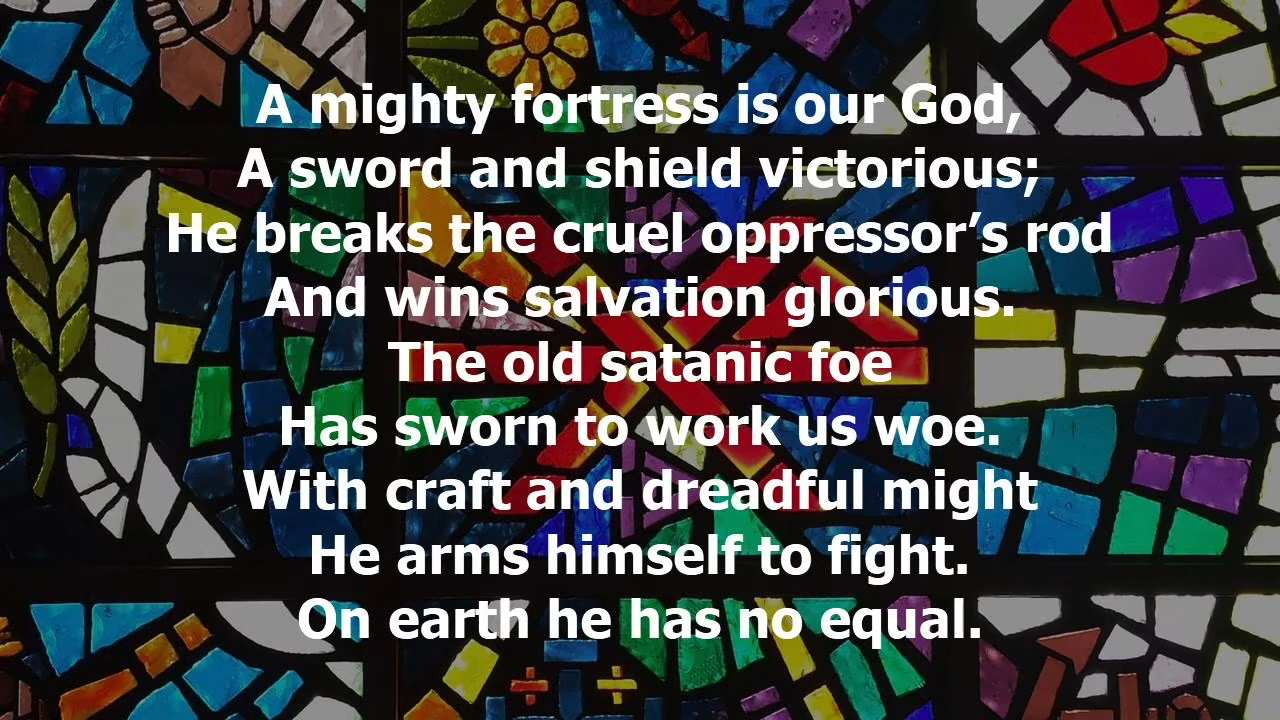 A mighty fortress is our God,
A sword and shield victorious;
He breaks the cruel oppressor’s rod
And wins salvation glorious.
The old satanic foe
Has sworn to work us woe.
With craft and dreadful might
He arms himself to fight.
On earth he has no equal.